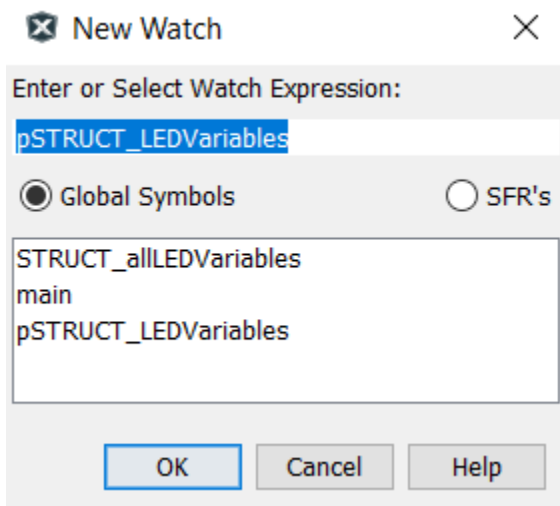 New Watch
Enter or Select Watch Expression:
pSTRUCT_LEDVariables
Global Symbols SFR's
STRUCT_allLEDVariables
main
pSTRUCT_LEDVariables
OK Cancel Help